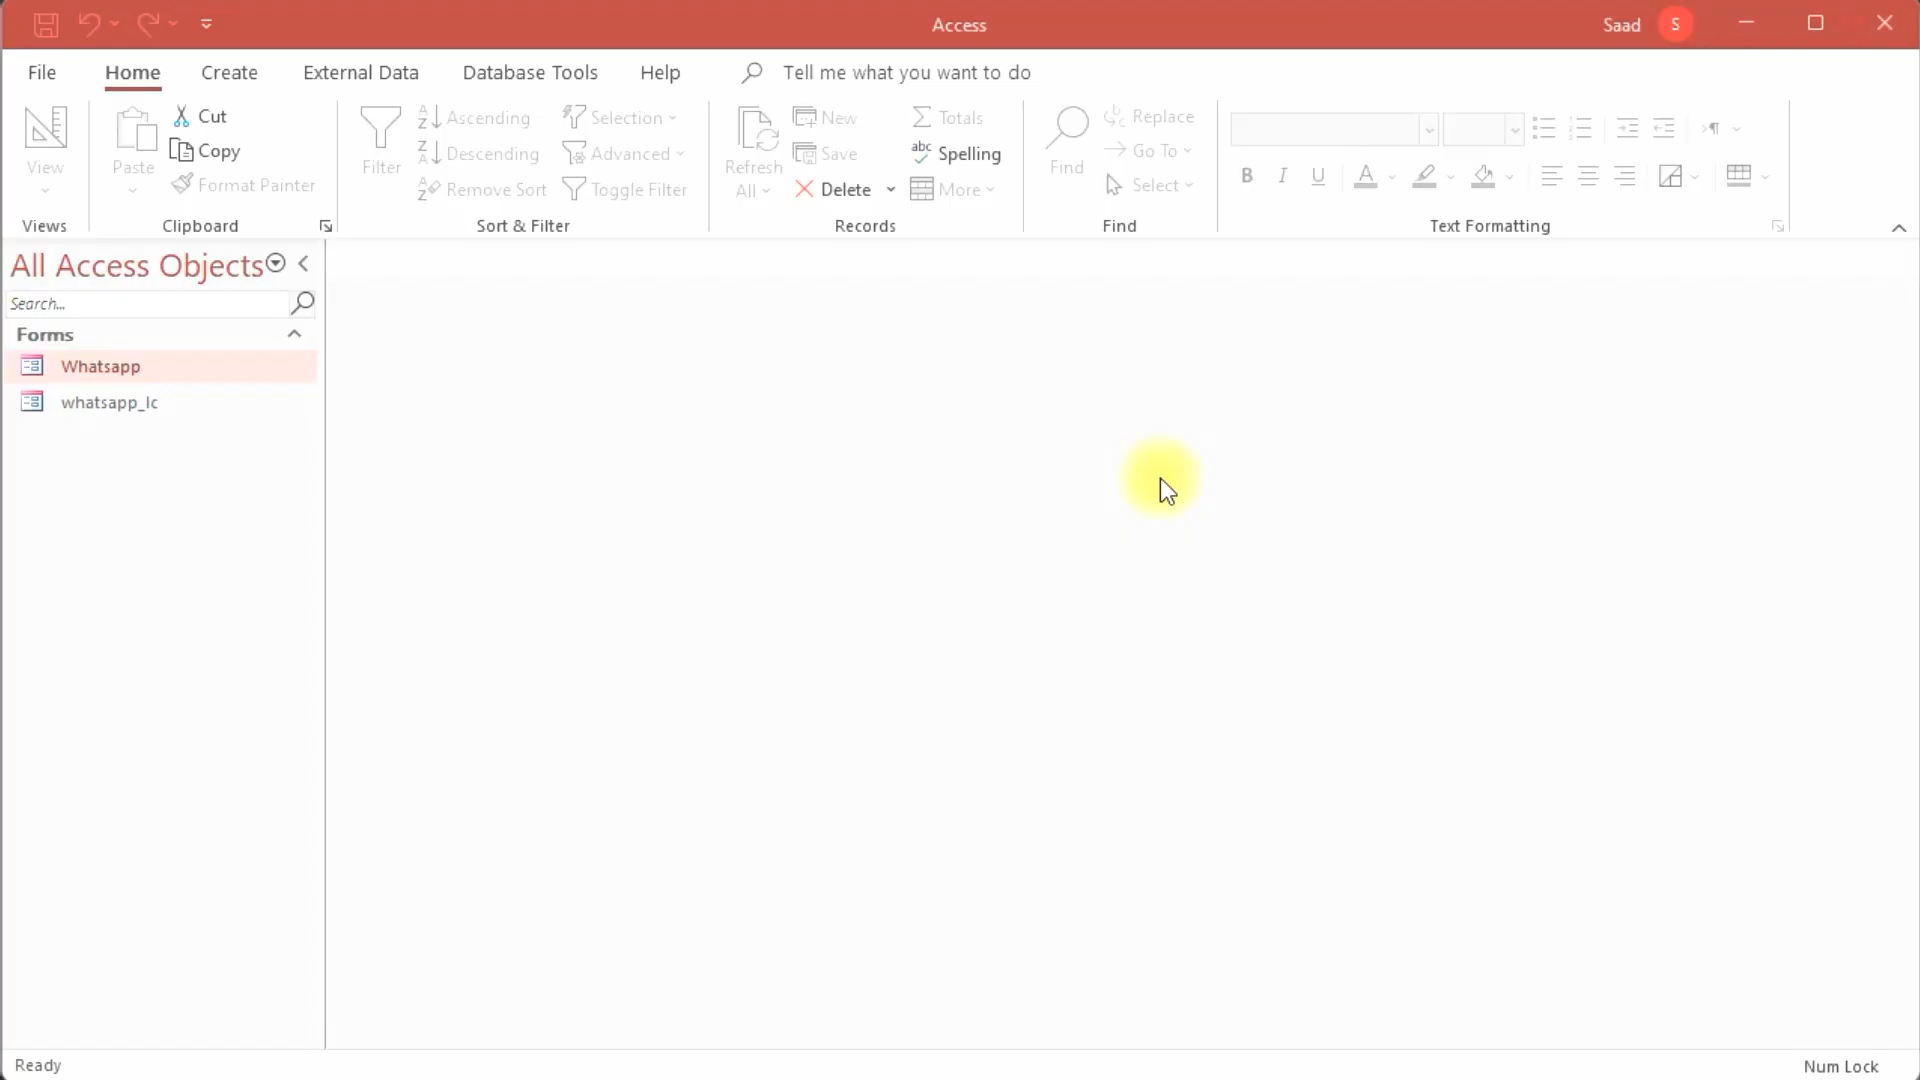 Access
Saad
S
File
Home
Create
External Data
Database Tools
Help
Tell me what you want to do
View
Paste
Cut
Copy
Format Painter
Filter
Ascending
Descending
Remove Sort
Selection
Advanced
Toggle Filter
Refresh
All
New
Save
Delete
Totals
Spelling
More
Find
Replace
Go To
Select
B
I
U
Views
Clipboard
Sort & Filter
Records
Find
Text Formatting
All Access Objects
Search...
Forms
Whatsapp
whatsapp_lc
Ready
Num Lock